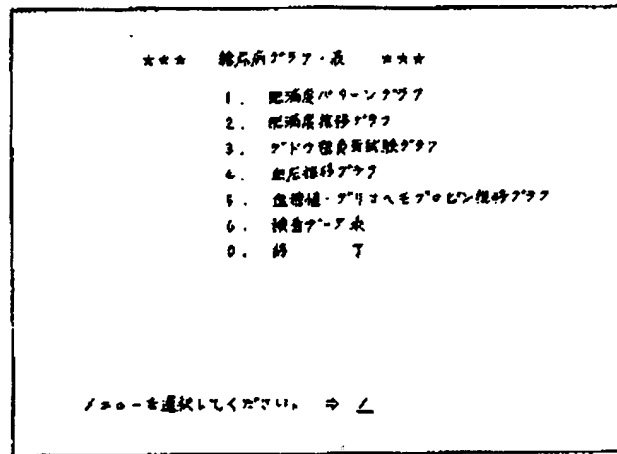 ★★★ 糖尿病グラフ・表 ★★★
1. 肥満度パターングラフ
2. 肥満度推移グラフ
3. ブドウ糖負荷試験グラフ
4. 血圧推移グラフ
5. 血糖値・グリコヘモグロビン推移グラフ
6. 検査データ表
0. 終 了
メニューを選択してください。 ⇒ 1